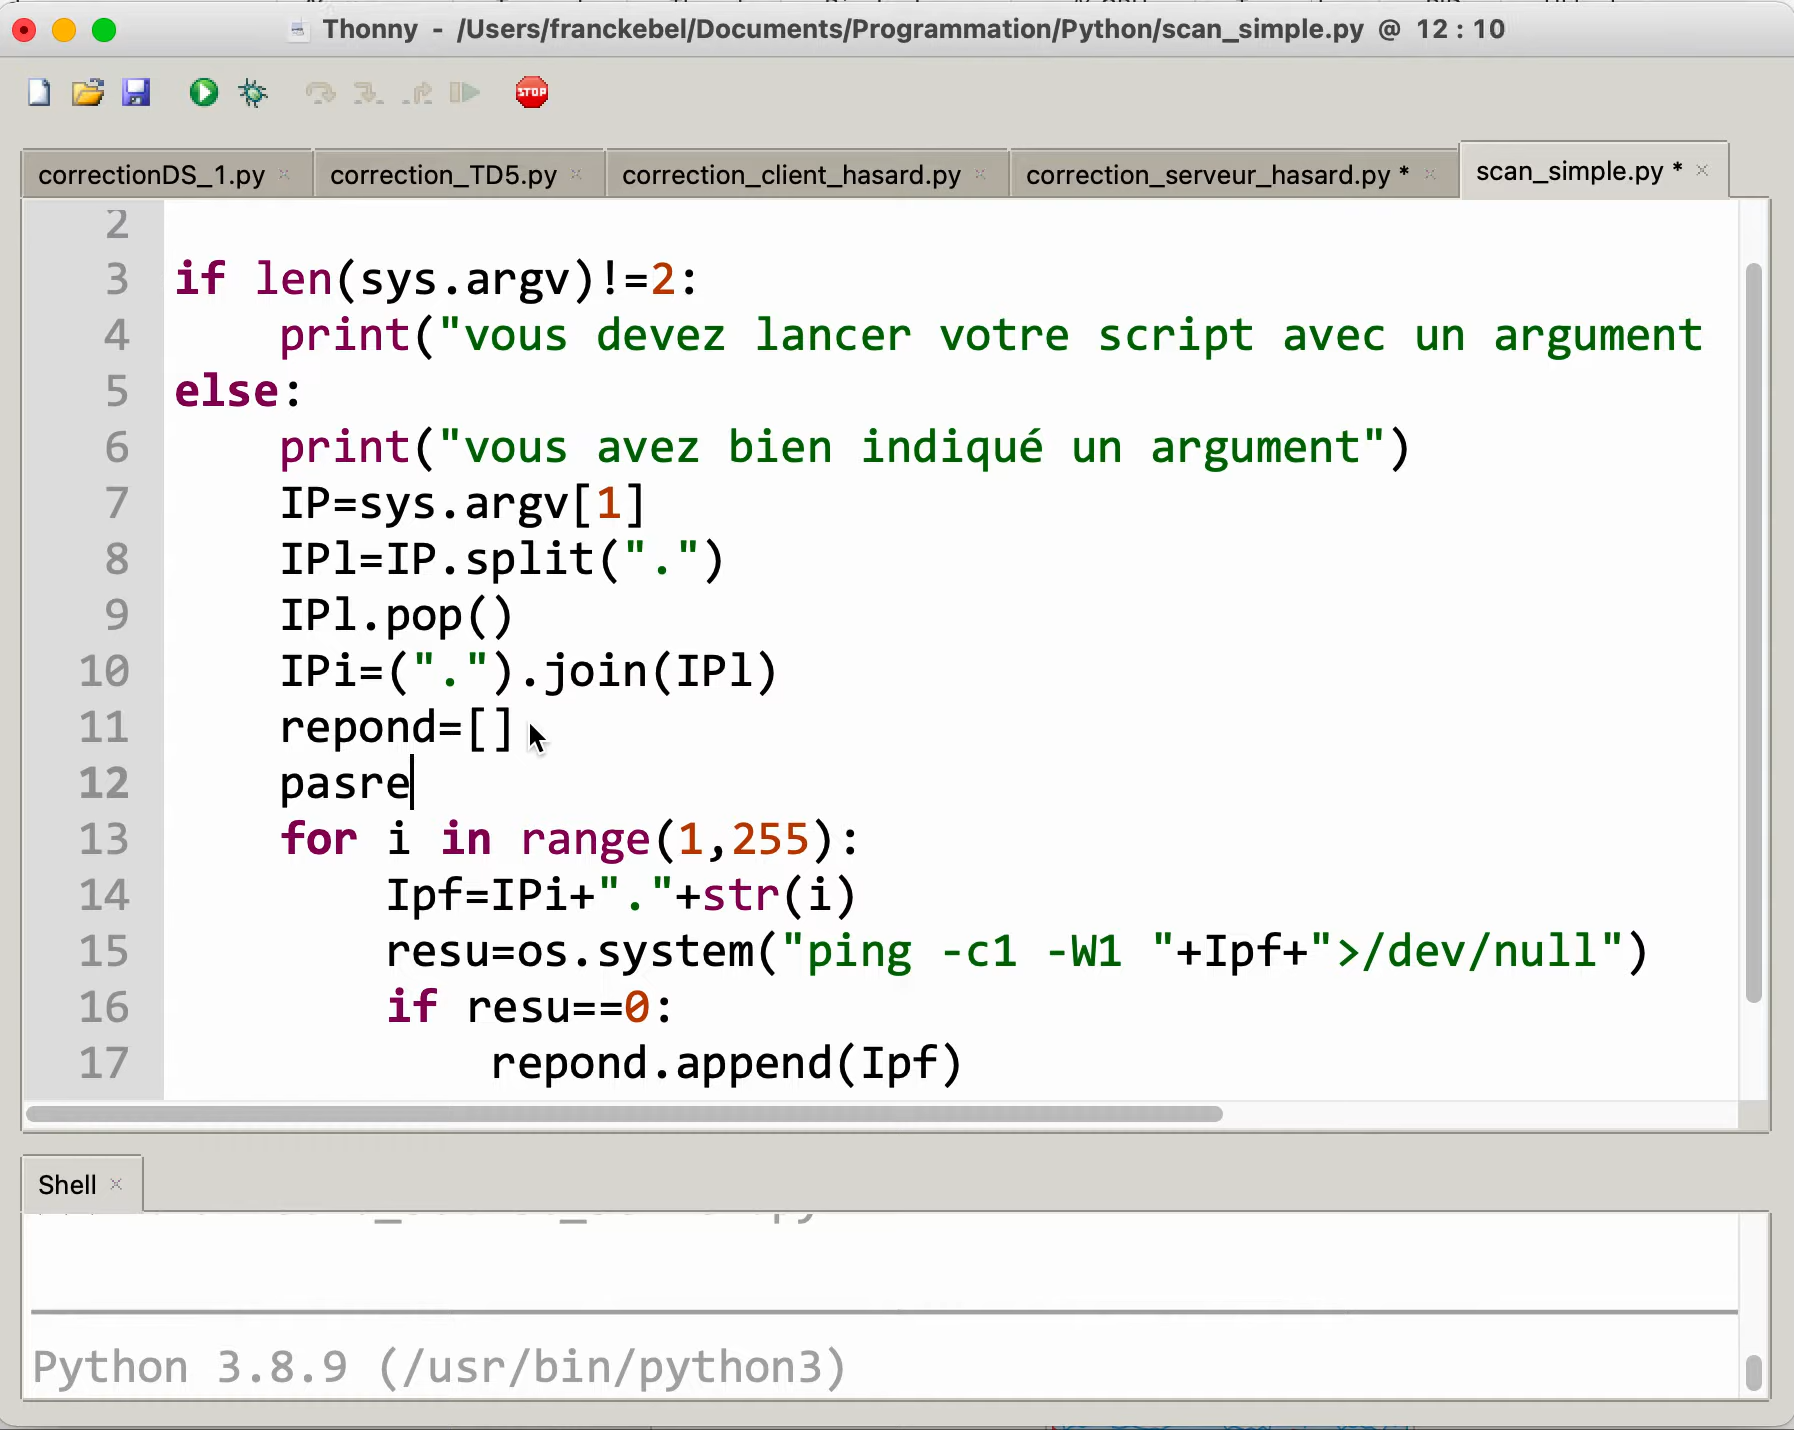 Thonny - /Users/franckebel/Documents/Programmation/Python/scan_simple.py @ 12 : 10
STOP
correctionDS_1.py correction_TD5.py correction_client_hasard.py correction_serveur_hasard.py * scan_simple.py *
2
3 if len(sys.argv)!=2:
4     print("vous devez lancer votre script avec un argument
5 else:
6     print("vous avez bien indiqué un argument")
7     IP=sys.argv[1]
8     IPl=IP.split(".")
9     IPl.pop()
10     IPi=(".").join(IPl)
11     repond=[]
12     pasre
13     for i in range(1,255):
14         Ipf=IPi+"."+str(i)
15         resu=os.system("ping -c1 -W1 "+Ipf+">/dev/null")
16         if resu==0:
17             repond.append(Ipf)
Shell
Python 3.8.9 (/usr/bin/python3)